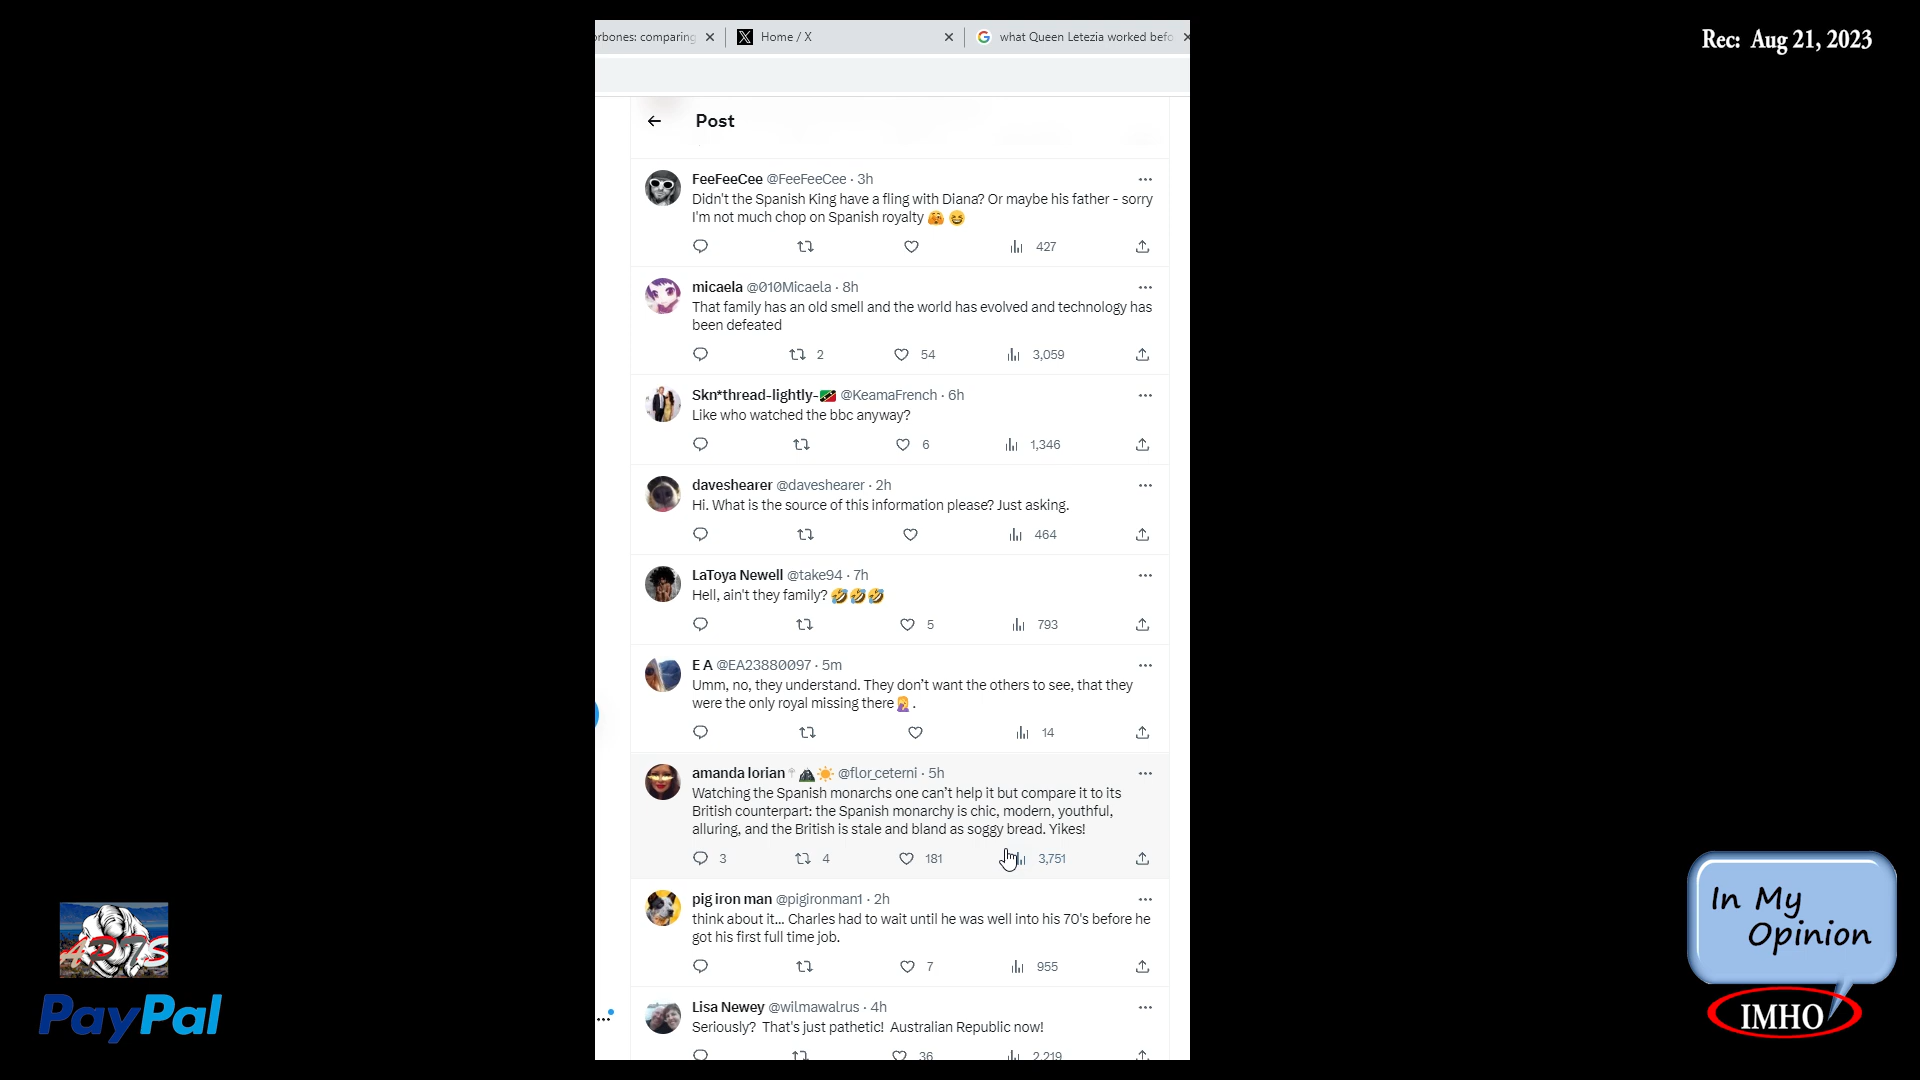 orbones: comparing
Home / X
what Queen Letezia worked befo
Rec: Aug 21, 2023
Post
FeeFeeCee @FeeFeeCee · 3h
Didn't the Spanish King have a fling with Diana? Or maybe his father - sorry
I'm not much chop on Spanish royalty 🤗 😆
427
micaela @010Micaela · 8h
That family has an old smell and the world has evolved and technology has
been defeated
2 54 3,059
Skn*thread-lightly-🇰🇳 @KeamaFrench · 6h
Like who watched the bbc anyway?
6 1,346
daveshearer @daveshearer · 2h
Hi. What is the source of this information please? Just asking.
464
LaToya Newell @take94 · 7h
Hell, ain't they family? 🤣🤣🤣
5 793
E A @EA23880097 · 5m
Umm, no, they understand. They don’t want the others to see, that they
were the only royal missing there🤦‍♀️.
14
amanda lorian @flor_ceterni · 5h
Watching the Spanish monarchs one can’t help it but compare it to its
British counterpart: the Spanish monarchy is chic, modern, youthful,
alluring, and the British is stale and bland as soggy bread. Yikes!
3 4 181 3,751
pig iron man @pigironman1 · 2h
think about it... Charles had to wait until he was well into his 70's before he
got his first full time job.
7 955
Lisa Newey @wilmawalrus · 4h
Seriously? That's just pathetic! Australian Republic now!
36 2,219
PayPal
In My
Opinion
IMHO